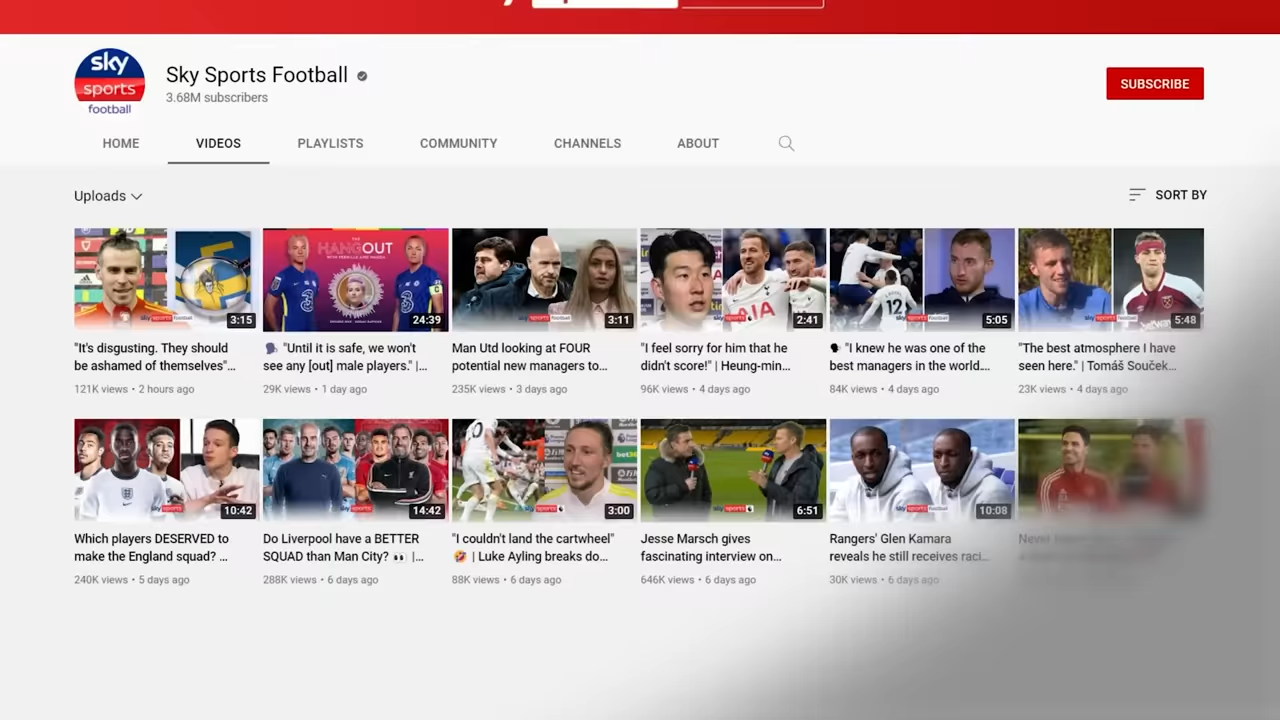 sky
sports
football
Sky Sports Football
3.68M subscribers
SUBSCRIBE
HOME
VIDEOS
PLAYLISTS
COMMUNITY
CHANNELS
ABOUT
Uploads
SORT BY
3:15
THE
HANGOUT
24:39
3:11
2:41
5:05
5:48
"It's disgusting. They should
be ashamed of themselves"...
121K views • 2 hours ago
🗣️ "Until it is safe, we won't
see any [out] male players." |...
29K views • 1 day ago
Man Utd looking at FOUR
potential new managers to...
235K views • 3 days ago
"I feel sorry for him that he
didn't score!" | Heung-min...
96K views • 4 days ago
🗣 "I knew he was one of the
best managers in the world...
84K views • 4 days ago
"The best atmosphere I have
seen here." | Tomáš Souček...
23K views • 4 days ago
10:42
14:42
3:00
6:51
10:08
Which players DESERVED to
make the England squad? ...
240K views • 5 days ago
Do Liverpool have a BETTER
SQUAD than Man City? 👀 |...
288K views • 6 days ago
"I couldn't land the cartwheel"
🤣 | Luke Ayling breaks do...
88K views • 6 days ago
Jesse Marsch gives
fascinating interview on...
646K views • 6 days ago
Rangers' Glen Kamara
reveals he still receives raci...
30K views • 6 days ago
Never